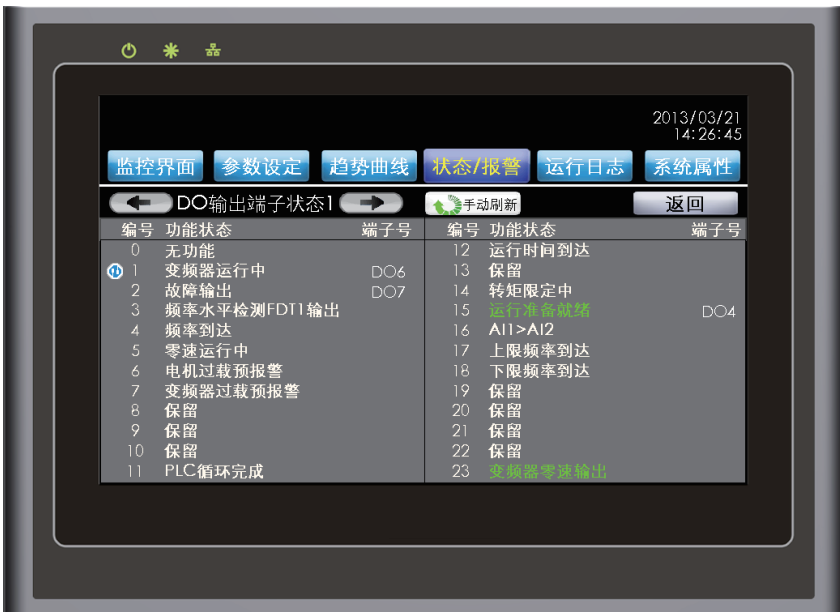 2013/03/21
14:26:45
监控界面 参数设定 趋势曲线 状态/报警 运行日志 系统属性
DO输出端子状态1 手动刷新 返回
编号 功能状态 端子号 编号 功能状态 端子号
0 无功能 12 运行时间到达
1 变频器运行中 DO6 13 保留
2 故障输出 DO7 14 转矩限定中
3 频率水平检测FDT1输出 15 运行准备就绪 DO4
4 频率到达 16 AI1>AI2
5 零速运行中 17 上限频率到达
6 电机过载预报警 18 下限频率到达
7 变频器过载预报警 19 保留
8 保留 20 保留
9 保留 21 保留
10 保留 22 保留
11 PLC循环完成 23 变频器零速输出